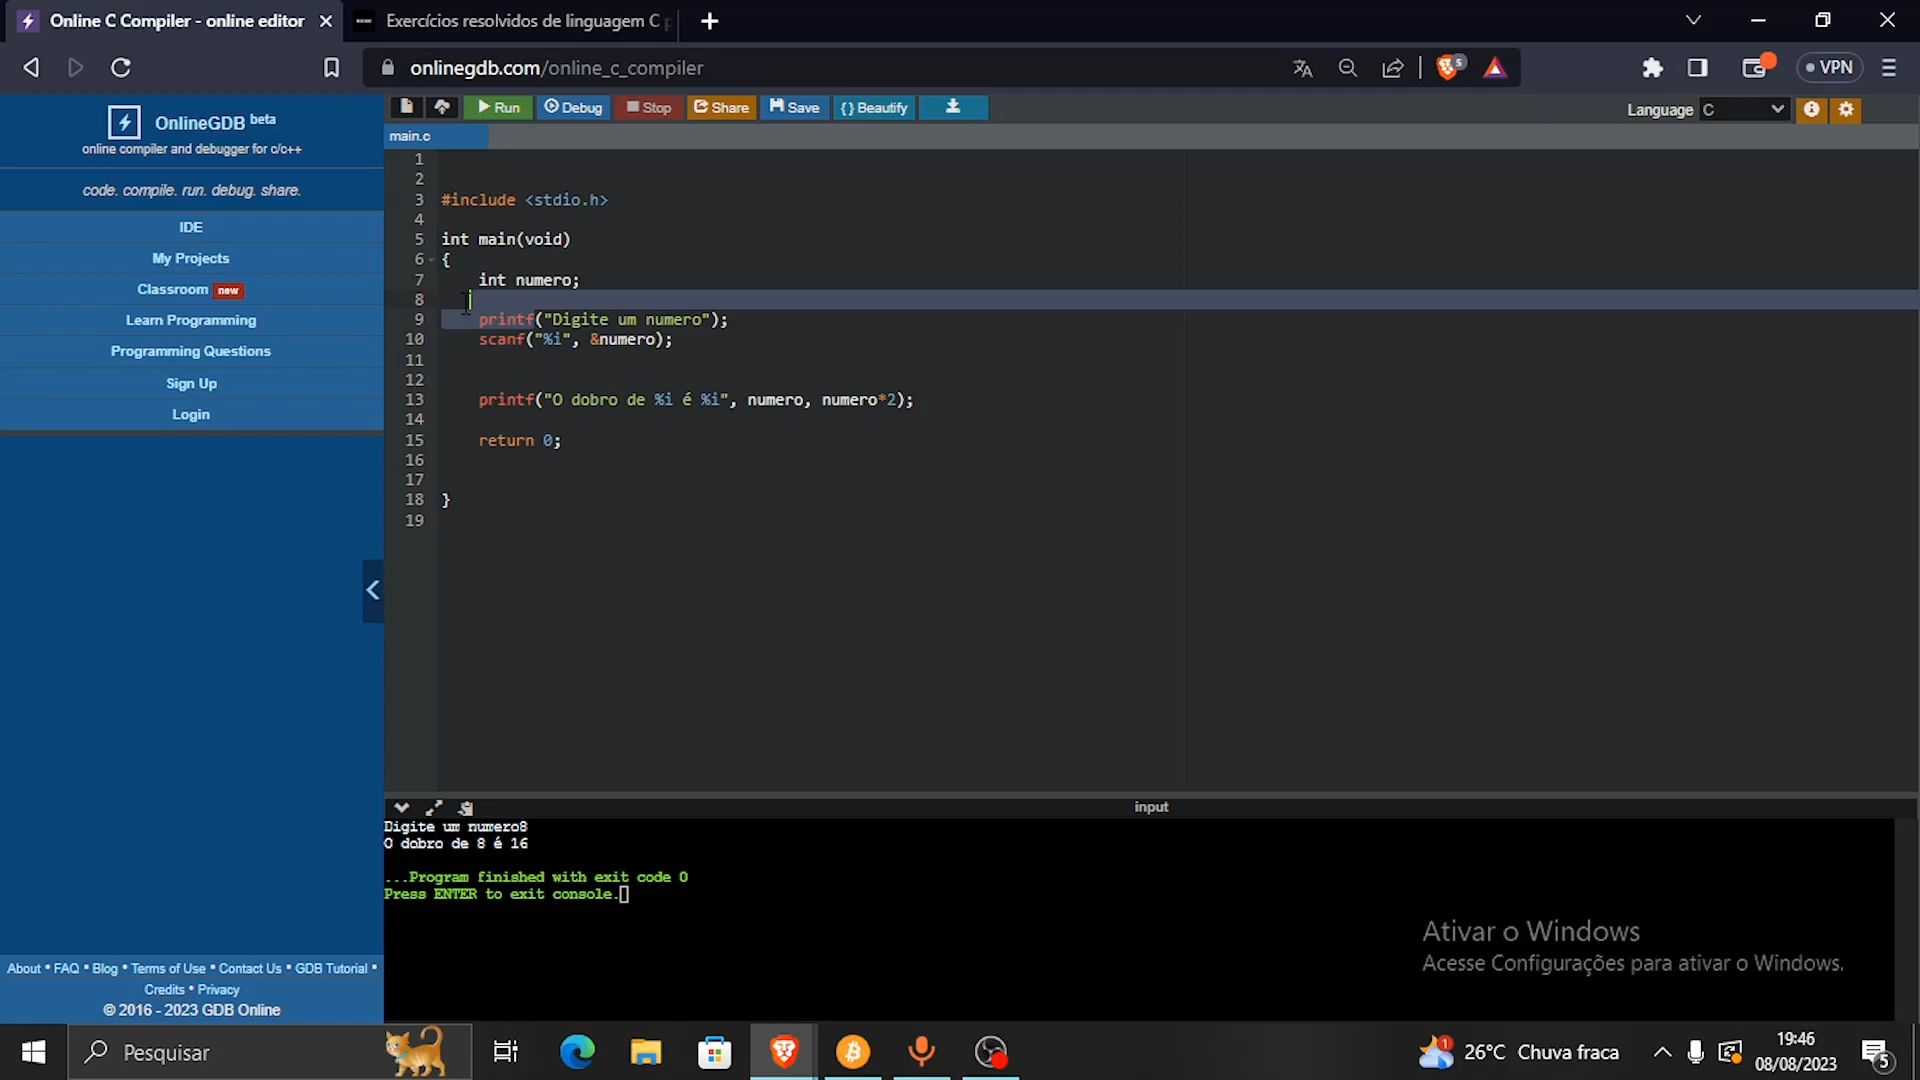 Online C Compiler - online editor
Exercícios resolvidos de linguagem C
onlinegdb.com/online_c_compiler
5
VPN
OnlineGDB beta
online compiler and debugger for c/c++
code. compile. run. debug. share.
IDE
My Projects
Classroom new
Learn Programming
Programming Questions
Sign Up
Login
About • FAQ • Blog • Terms of Use • Contact Us • GDB Tutorial •
Credits • Privacy
© 2016 - 2023 GDB Online
Run
Debug
Stop
Share
Save
{ } Beautify
Language C
main.c
1
2
3 #include <stdio.h>
4
5 int main(void)
6 {
7 int numero;
8
9 printf("Digite um numero");
10 scanf("%i", &numero);
11
12
13 printf("O dobro de %i é %i", numero, numero*2);
14
15 return 0;
16
17
18 }
19
input
Digite um numero8
O dobro de 8 é 16
...Program finished with exit code 0
Press ENTER to exit console.
Ativar o Windows
Acesse Configurações para ativar o Windows.
Pesquisar
1
26°C Chuva fraca
19:46
08/08/2023
5